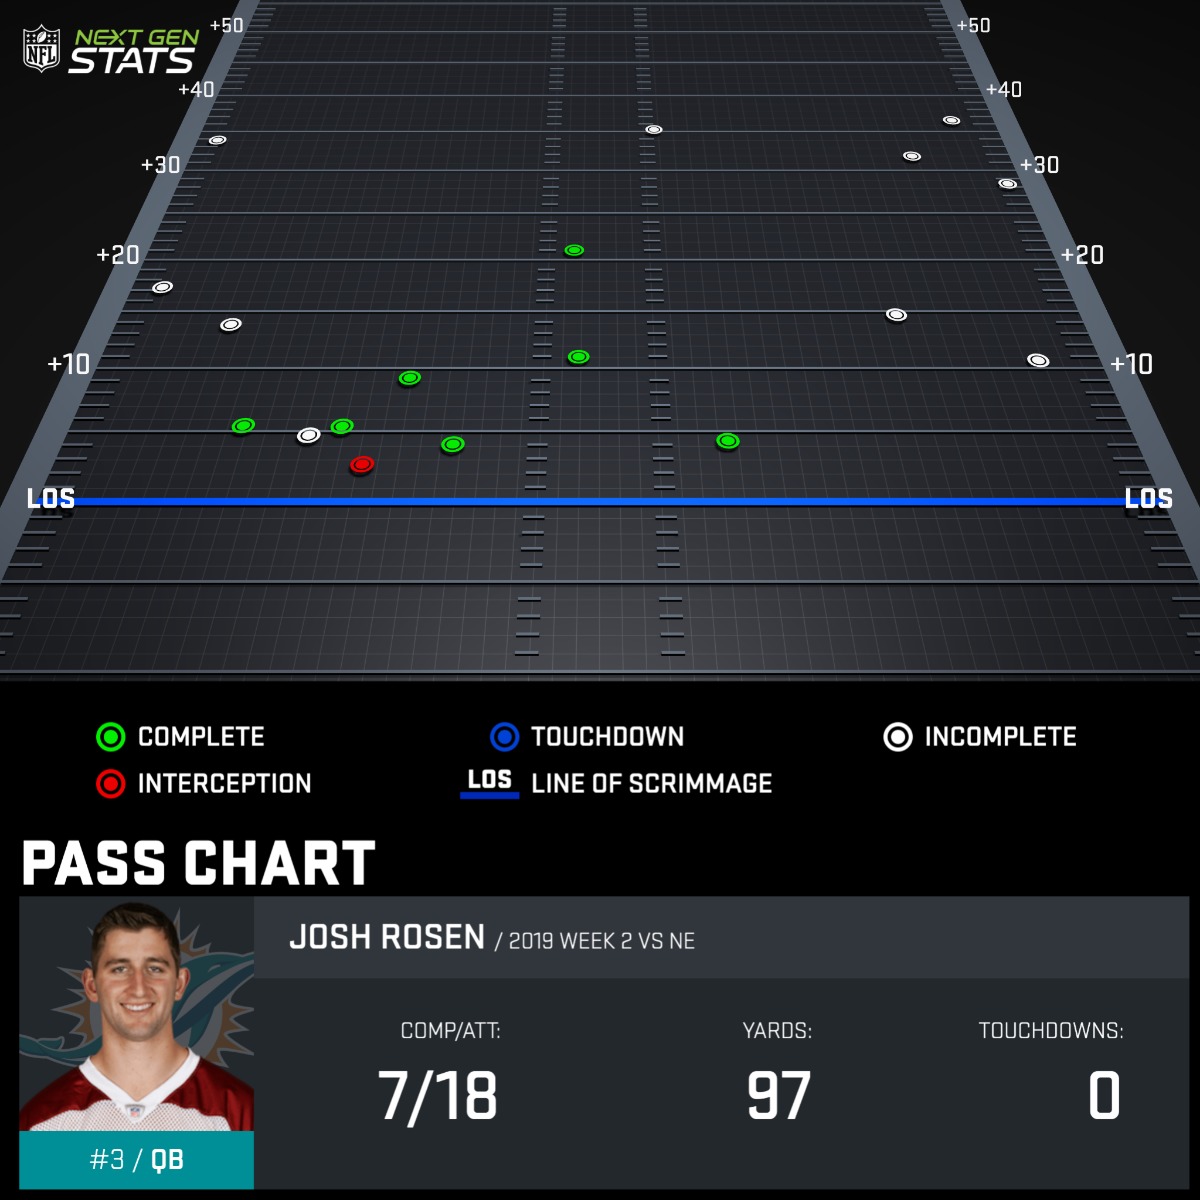 NFL
NEXT GEN
STATS
+50 +50
+40 +40
+30 +30
+20 +20
+10 +10
LOS LOS
COMPLETE TOUCHDOWN INCOMPLETE
INTERCEPTION LOS LINE OF SCRIMMAGE
PASS CHART
JOSH ROSEN / 2019 WEEK 2 VS NE
COMP/ATT: YARDS: TOUCHDOWNS:
7/18 97 0
#3 / QB